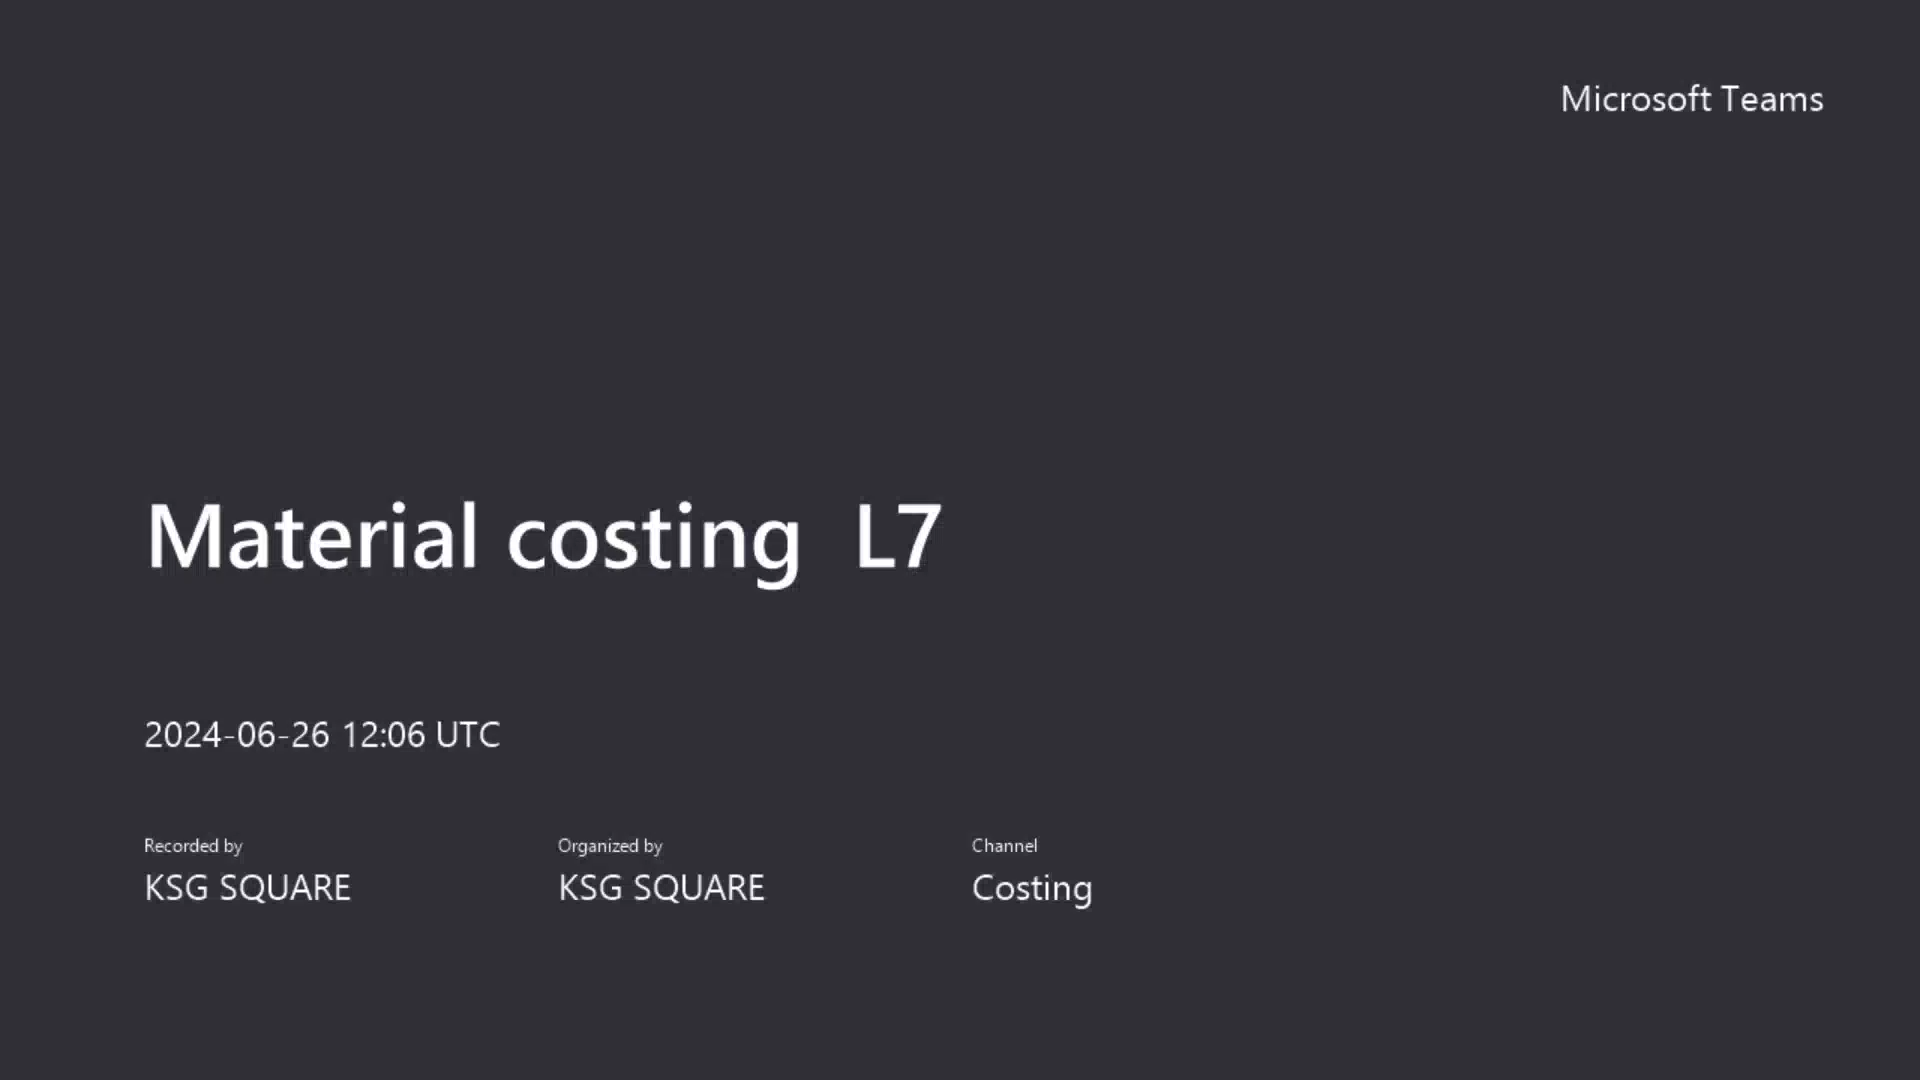 Microsoft Teams
Material costing  L7
2024-06-26 12:06 UTC
Recorded by
KSG SQUARE
Organized by
KSG SQUARE
Channel
Costing